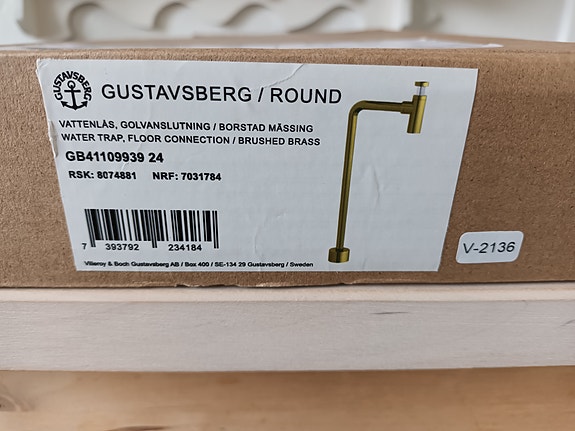 GUSTAVSBERG
GUSTAVSBERG / ROUND
VATTENLÅS, GOLVANSLUTNING / BORSTAD MÄSSING
WATER TRAP, FLOOR CONNECTION / BRUSHED BRASS
GB41109939 24
RSK: 8074881 NRF: 7031784
7 393792 234184
Villeroy & Boch Gustavsberg AB / Box 400 / SE-134 29 Gustavsberg / Sweden
V-2136